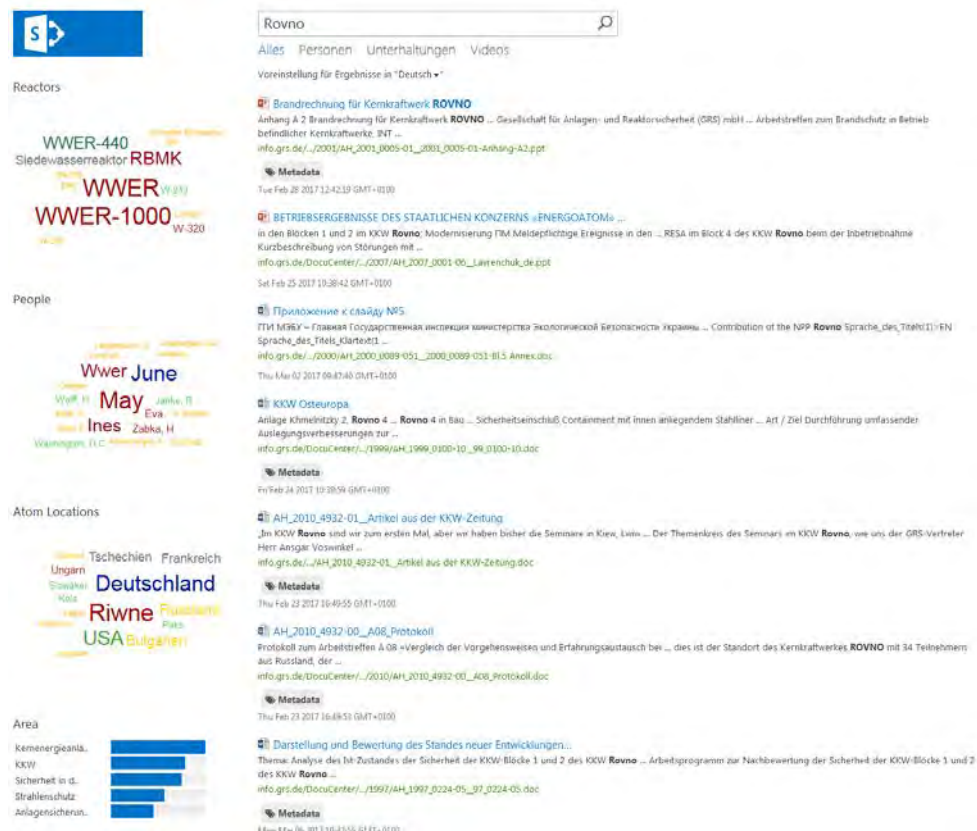 S
Rovno
Alles Personen Unterhaltungen Videos
Voreinstellung für Ergebnisse in "Deutsch ▾"
Reactors
WWER-440
Siedewasserreaktor RBMK
WWER
WWER-1000
W-320
People
Wwer June
Wolff, H May Janke, R
Eva
Ines Zabka, H
Washington, D.C
Atom Locations
Tschechien Frankreich
Ungarn
Slowakei Deutschland
Kola
Riwne Russland
Paks
USA Bulgarien
Area
Kernenergieanla..
KKW
Sicherheit in d..
Strahlenschutz
Anlagensicherun..
Brandrechnung für Kernkraftwerk ROVNO
Anhang A 2 Brandrechnung für Kernkraftwerk ROVNO ... Gesellschaft für Anlagen- und Reaktorsicherheit (GRS) mbH ... Arbeitstreffen zum Brandschutz in Betrieb
befindlicher Kernkraftwerke, INT ...
info.grs.de/.../2001/AH_2001_0005-01__2001_0005-01-Anhang-A2.ppt
Metadata
Tue Feb 28 2017 12:42:19 GMT+0100
BETRIEBSERGEBNISSE DES STAATLICHEN KONZERNS «ENERGOATOM» ...
in den Blöcken 1 und 2 im KKW Rovno; Modernisierung ПМ Meldepflichtige Ereignisse in den ... RESA im Block 4 des KKW Rovno beim der Inbetriebnahme
Kurzbeschreibung von Störungen mit ...
info.grs.de/DocuCenter/.../2007/AH_2007_0001-06__Lavrenchuk_de.ppt
Sat Feb 25 2017 10:38:42 GMT+0100
Приложение к слайду №5
ГГИ МЭБУ – Главная Государственная инспекция министерства Экологической Безопасности Украины ... Contribution of the NPP Rovno Sprache_des_Titels(1):EN
Sprache_des_Titels_Klartext(1 ...
info.grs.de/.../2000/AH_2000_0089-051__2000_0089-051-Bl.5 Annex.doc
Thu Mar 02 2017 09:47:40 GMT+0100
KKW Osteuropa
Anlage Khmelnitzky 2, Rovno 4 ... Rovno 4 in Bau ... Sicherheitseinschluß Containment mit innen anliegendem Stahlliner ... Art / Ziel Durchführung umfassender
Auslegungsverbesserungen zur ...
info.grs.de/DocuCenter/.../1999/AH_1999_0100-10__99_0100-10.doc
Metadata
Fri Feb 24 2017 10:39:59 GMT+0100
AH_2010_4932-01__Artikel aus der KKW-Zeitung
„Im KKW Rovno sind wir zum ersten Mal, aber wir haben bisher die Seminare in Kiew, Lwiw ... Der Themenkreis des Seminars im KKW Rovno, wie uns der GRS-Vertreter
Herr Ansgar Voswinkel ...
info.grs.de/.../AH_2010_4932-01__Artikel aus der KKW-Zeitung.doc
Metadata
Thu Feb 23 2017 16:49:55 GMT+0100
AH_2010_4932-00__A08_Protokoll
Protokoll zum Arbeitstreffen A 08 «Vergleich der Vorgehensweisen und Erfahrungsaustausch bei ... dies ist der Standort des Kernkraftwerkes ROVNO mit 34 Teilnehmern
aus Russland, der ...
info.grs.de/DocuCenter/.../2010/AH_2010_4932-00__A08_Protokoll.doc
Metadata
Thu Feb 23 2017 16:49:53 GMT+0100
Darstellung und Bewertung des Standes neuer Entwicklungen...
Thema: Analyse des Ist-Zustandes der Sicherheit der KKW-Blöcke 1 und 2 des KKW Rovno ... Arbeitsprogramm zur Nachbewertung der Sicherheit der KKW-Blöcke 1 und 2
des KKW Rovno ...
info.grs.de/DocuCenter/.../1997/AH_1997_0224-05__97_0224-05.doc
Metadata